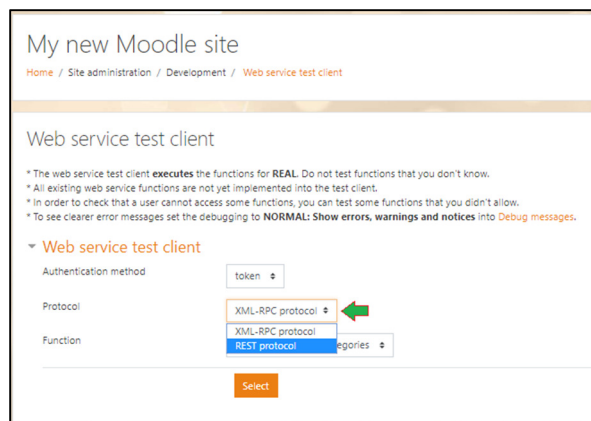 My new Moodle site
Home / Site administration / Development / Web service test client
Web service test client
* The web service test client executes the functions for REAL. Do not test functions that you don't know.
* All existing web service functions are not yet implemented into the test client.
* In order to check that a user cannot access some functions, you can test some functions that you didn't allow.
* To see clearer error messages set the debugging to NORMAL: Show errors, warnings and notices into Debug messages.
Web service test client
Authentication method token
Protocol XML-RPC protocol
XML-RPC protocol
Function REST protocol egories
Select